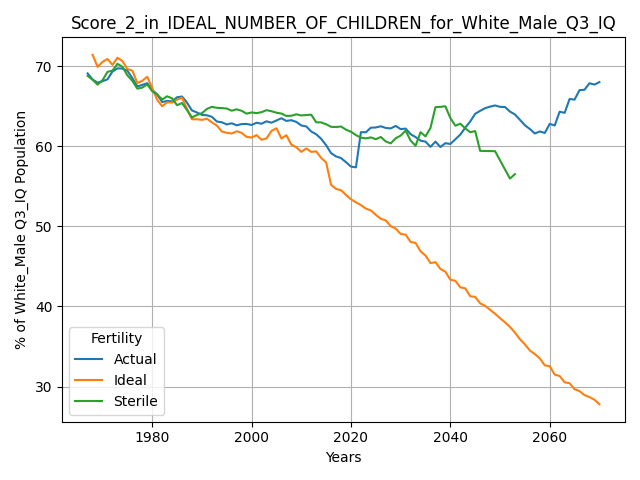 Score_2_in_IDEAL_NUMBER_OF_CHILDREN_for_White_Male_Q3_IQ
% of White_Male Q3_IQ Population
70
60
50
40
30
Fertility
Actual
Ideal
Sterile
1980
2000
2020
2040
2060
Years